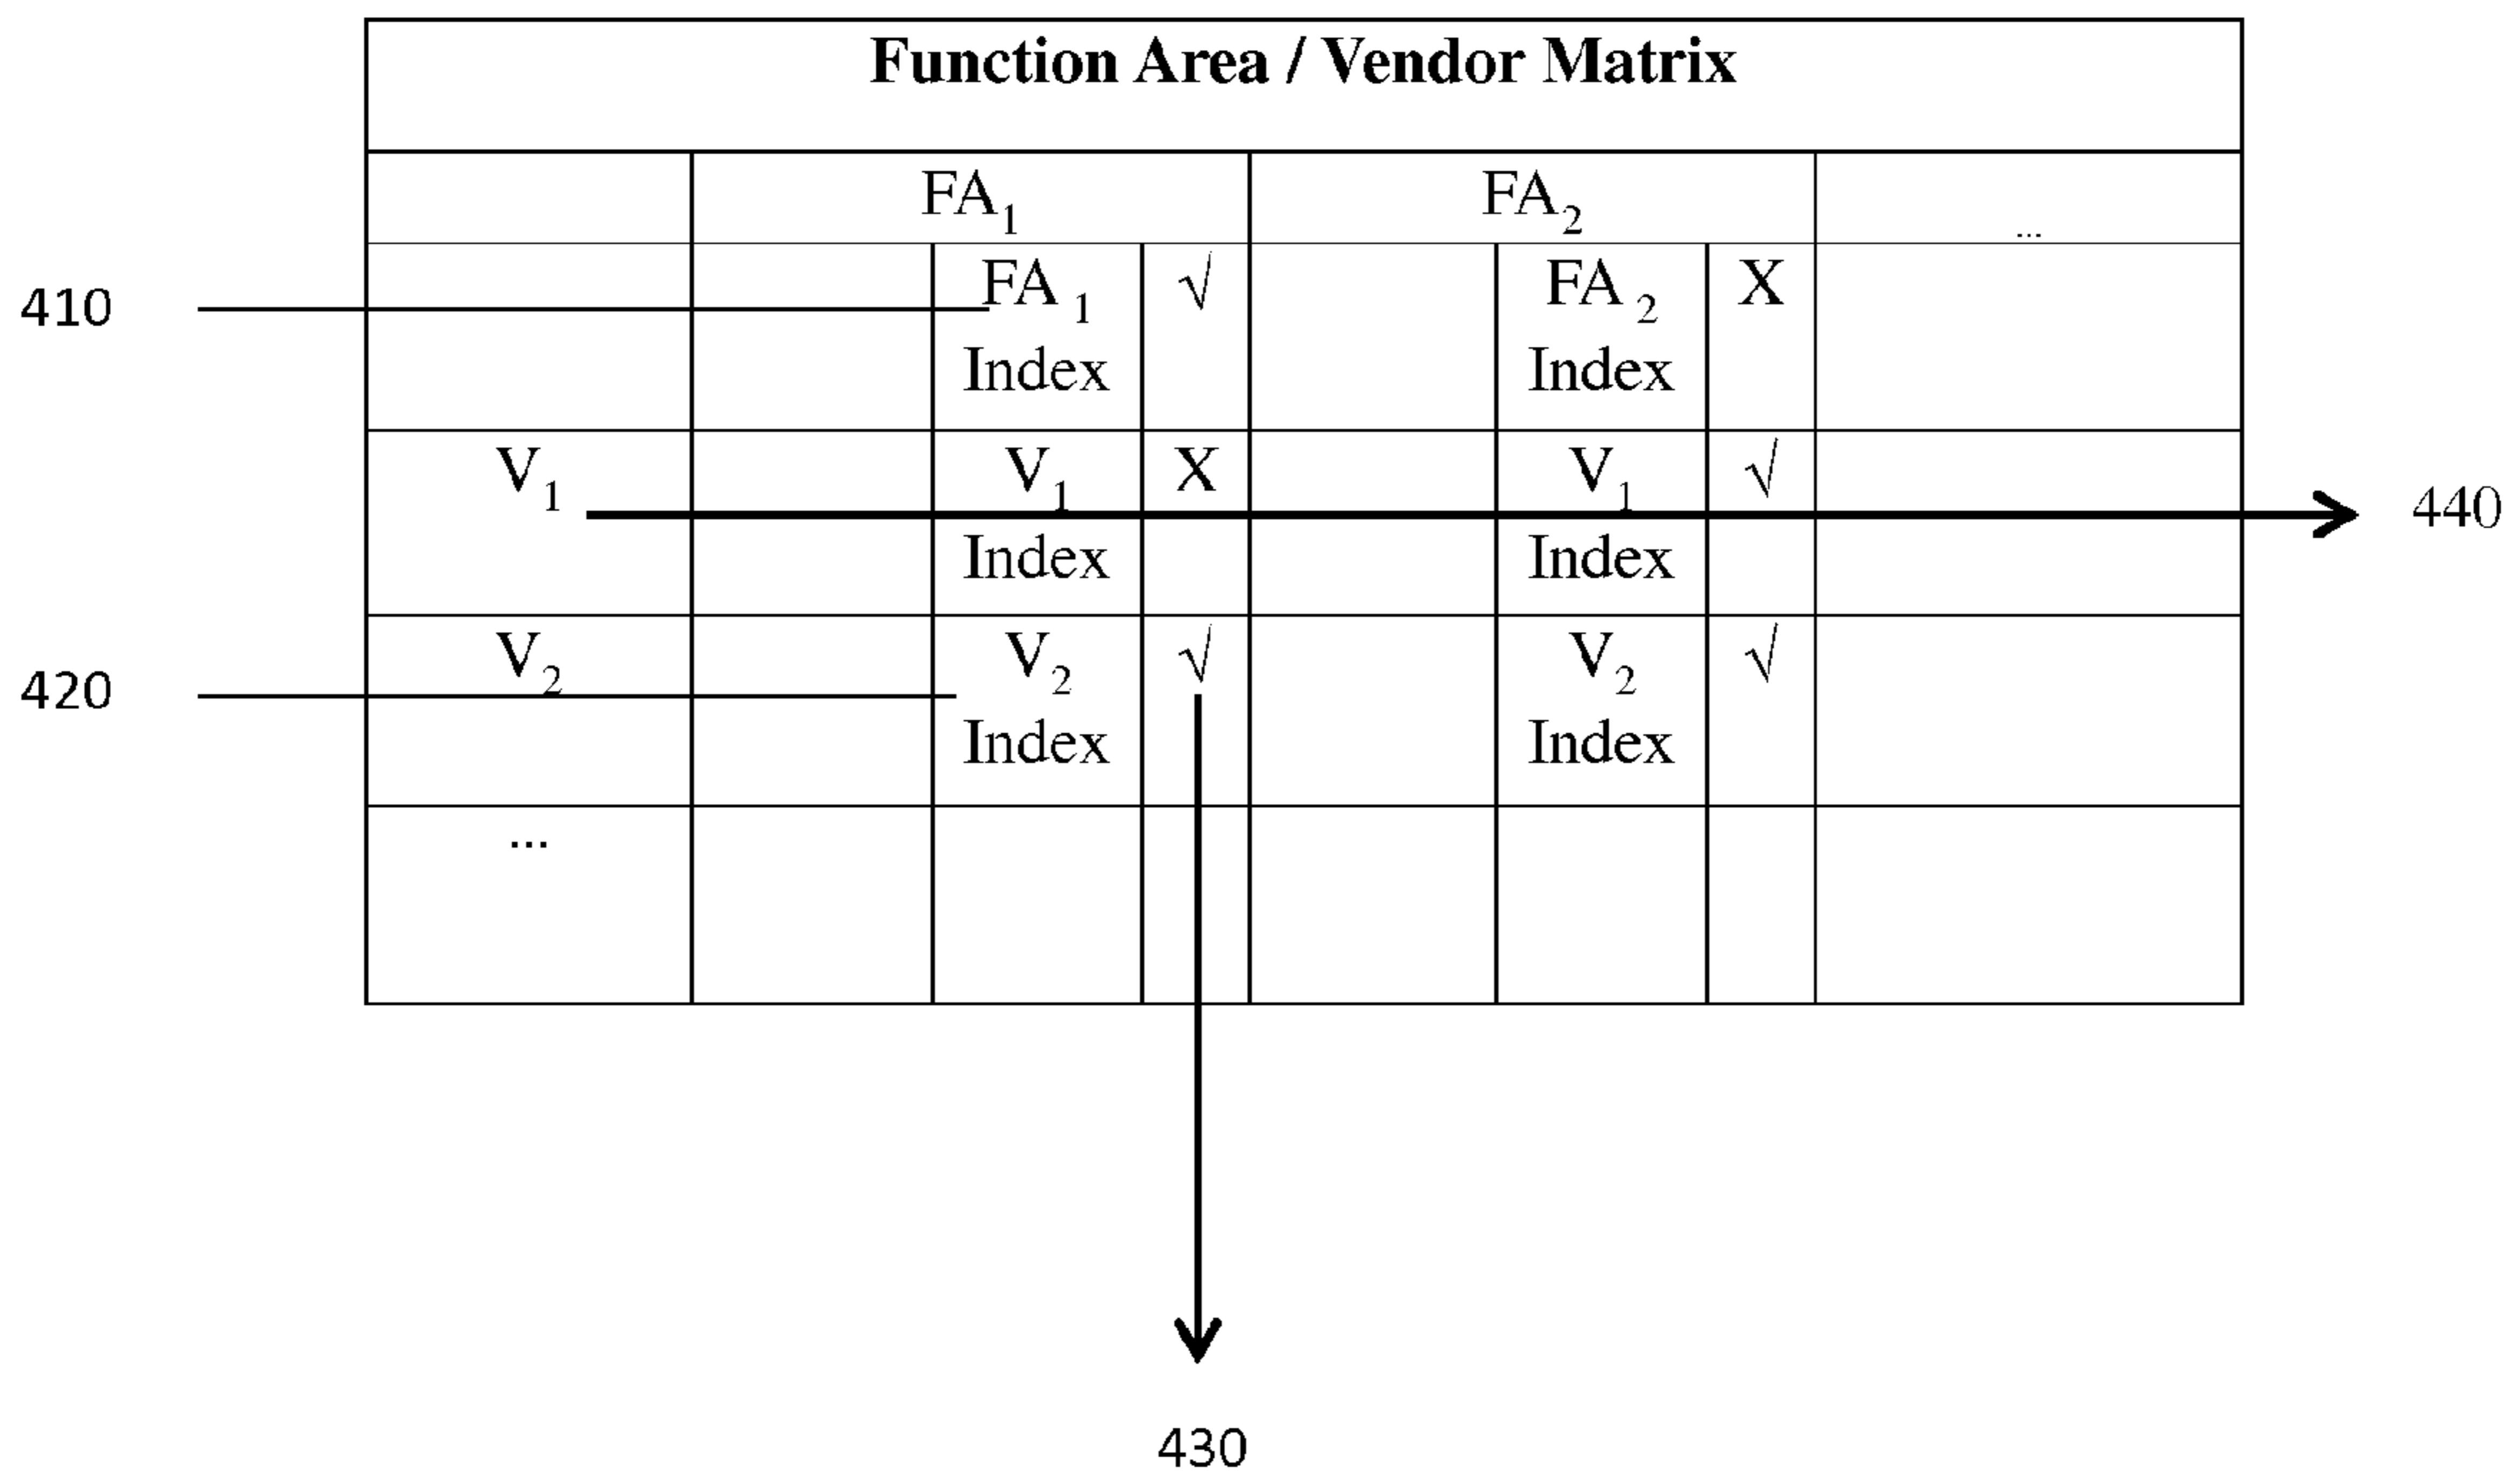 Function Area / Vendor Matrix
FA1 FA2 ...
410 FA 1 √ FA 2 X
Index Index
V1 V1 X V1 √
440
Index Index
V2 V2 √ V2 √
420
Index Index
...
430